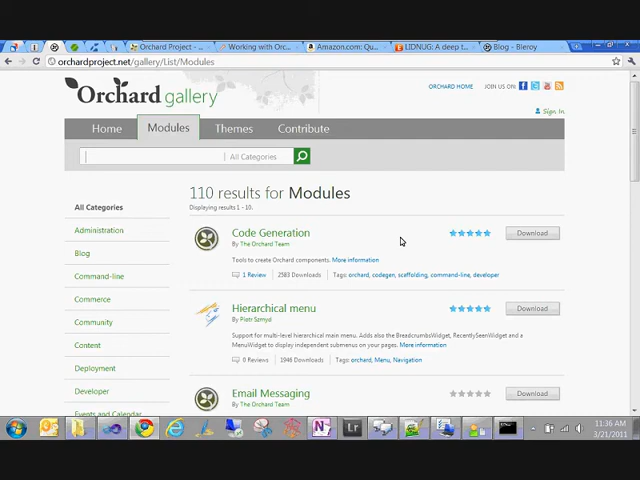 Orchard Project - ...
Working with Orc...
Amazon.com: Qu...
LIDNUG: A deep t...
Blog - Bleroy
orchardproject.net/gallery/List/Modules
Orchard gallery
ORCHARD HOME
JOIN US ON:
Sign In
Home
Modules
Themes
Contribute
All Categories
110 results for Modules
Displaying results 1 - 10.
All Categories
Administration
Blog
Command-line
Commerce
Community
Content
Deployment
Developer
Events and Calendar
Code Generation
By The Orchard Team
Download
Tools to create Orchard components. More information
1 Review
2583 Downloads
Tags: orchard, codegen, scaffolding, command-line, developer
Hierarchical menu
By Piotr Szmyd
Download
Support for multi-level hierarchical main menu. Adds also the BreadcrumbsWidget, RecentlySeenWidget and a
MenuWidget to display independent submenus on your pages. More information
0 Reviews
1946 Downloads
Tags: orchard, Menu, Navigation
Email Messaging
By The Orchard Team
Download
Lr
11:36 AM
3/21/2011